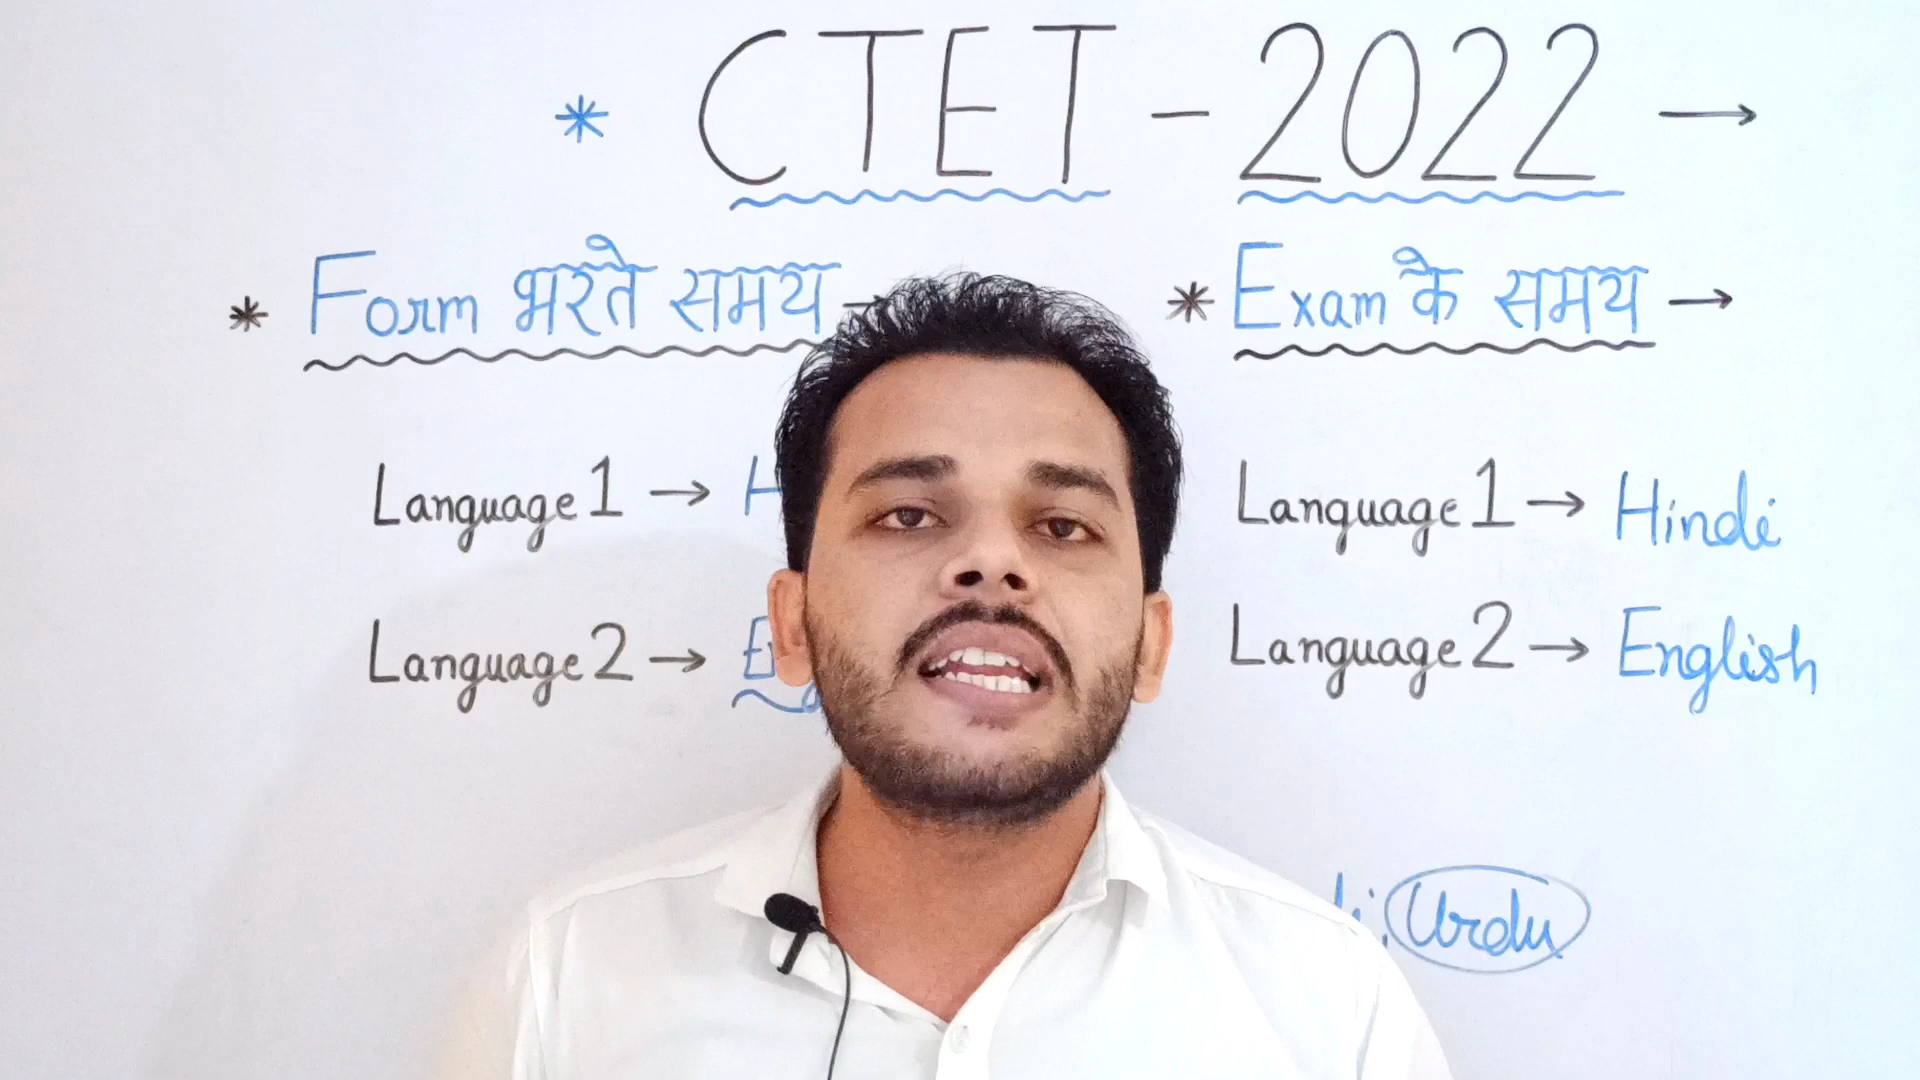 * CTET - 2022 →
* Form भरते समय →
Language 1 →
Language 2 →
* Exam के समय →
Language 1 → Hindi
Language 2 → English
Urdu